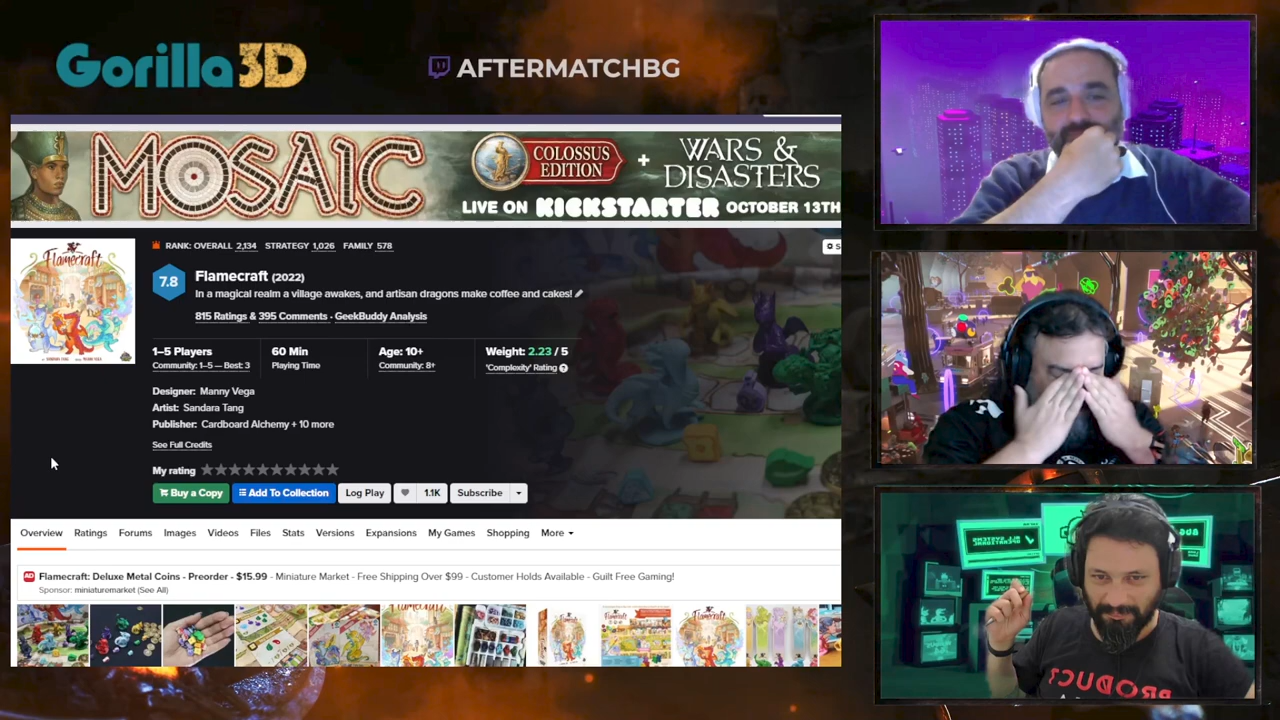 Gorilla3D
AFTERMATCHBG
MOSAIC
COLOSSUS
EDITION
+
WARS &
DISASTERS
LIVE ON KICKSTARTER OCTOBER 13TH
RANK: OVERALL 2,134 STRATEGY 1,026 FAMILY 578
Flamecraft
7.8
Flamecraft (2022)
In a magical realm a village awakes, and artisan dragons make coffee and cakes!
815 Ratings & 395 Comments · GeekBuddy Analysis
1–5 Players 60 Min Age: 10+ Weight: 2.23 / 5
Community: 1–5 — Best: 3 Playing Time Community: 8+ 'Complexity' Rating
Designer: Manny Vega
Artist: Sandara Tang
Publisher: Cardboard Alchemy + 10 more
See Full Credits
My rating
Buy a Copy Add To Collection Log Play 1.1K Subscribe
Overview Ratings Forums Images Videos Files Stats Versions Expansions My Games Shopping More
AD Flamecraft: Deluxe Metal Coins - Preorder - $15.99 - Miniature Market - Free Shipping Over $99 - Customer Holds Available - Guilt Free Gaming!
Sponsor: miniaturemarket (See All)
PRODUCT